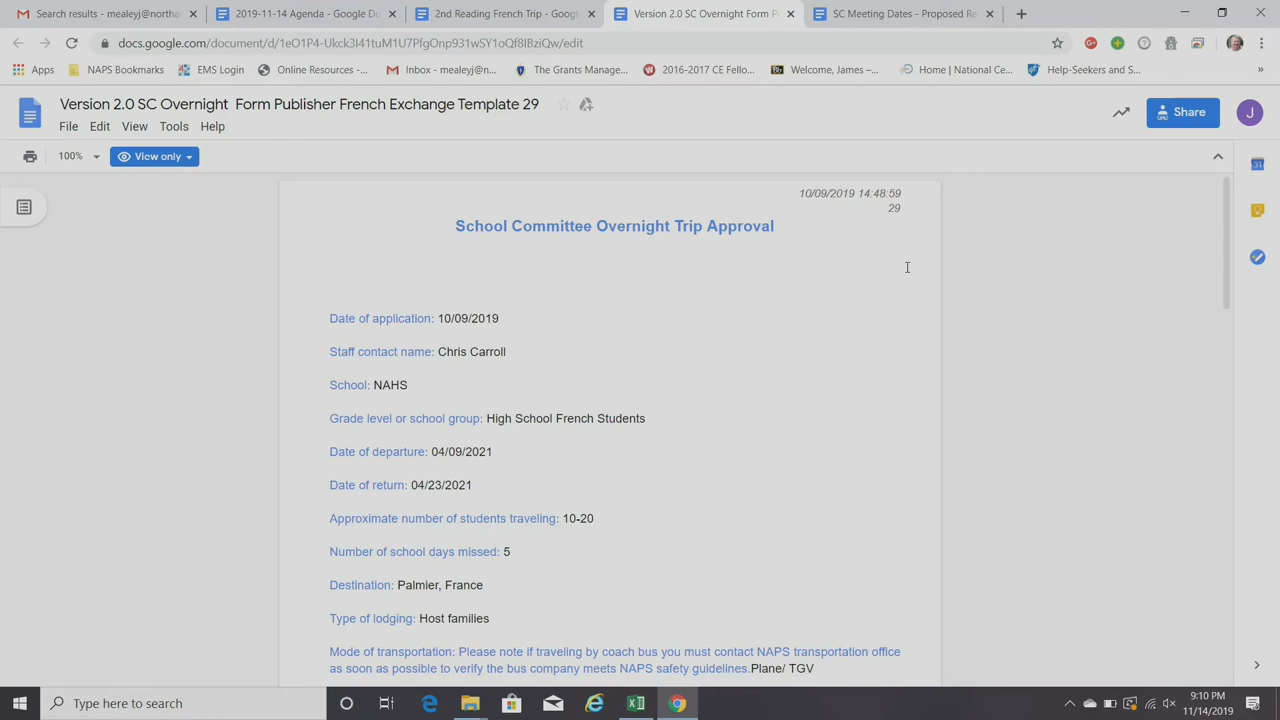 Search results - mealeyj@northa
2019-11-14 Agenda - Google Do
2nd Reading French Trip - Googl
Version 2.0 SC Overnight Form P
SC Meeting Dates - Proposed Re
docs.google.com/document/d/1eO1P4-Ukck3I41tuM1U7PfgOnp931wSY1oQf8IBziQw/edit
Apps
NAPS Bookmarks
EMS Login
Online Resources -...
Inbox - mealeyj@n...
The Grants Manage...
2016-2017 CE Fello...
Welcome, James –...
Home | National Ce...
Help-Seekers and S...
»
Version 2.0 SC Overnight Form Publisher French Exchange Template 29
File Edit View Tools Help
Share
J
100%
View only
31
10/09/2019 14:48:59
29
School Committee Overnight Trip Approval
Date of application: 10/09/2019
Staff contact name: Chris Carroll
School: NAHS
Grade level or school group: High School French Students
Date of departure: 04/09/2021
Date of return: 04/23/2021
Approximate number of students traveling: 10-20
Number of school days missed: 5
Destination: Palmier, France
Type of lodging: Host families
Mode of transportation: Please note if traveling by coach bus you must contact NAPS transportation office
as soon as possible to verify the bus company meets NAPS safety guidelines.Plane/ TGV
Type here to search
9:10 PM
11/14/2019